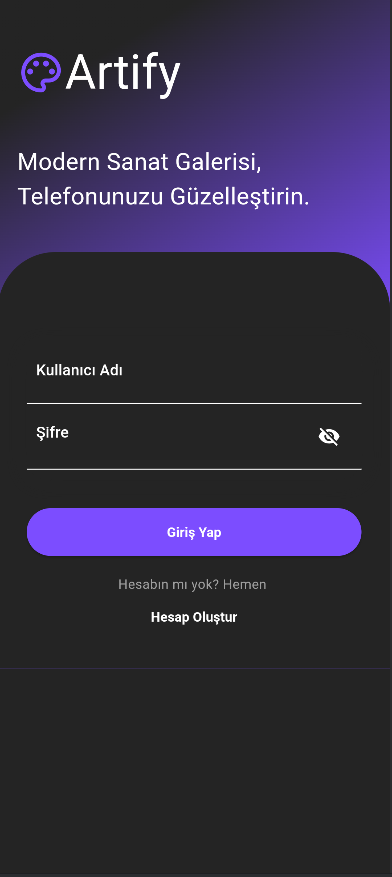 Artify
Modern Sanat Galerisi,
Telefonunuzu Güzelleştirin.
Kullanıcı Adı
Şifre
Giriş Yap
Hesabın mı yok? Hemen
Hesap Oluştur